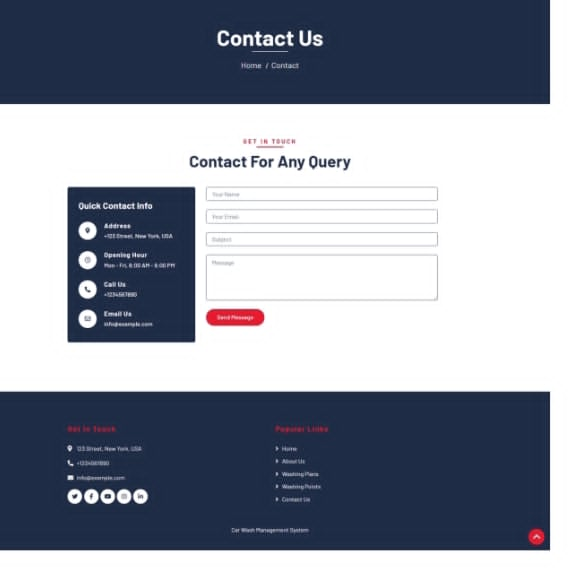 Contact Us
Home / Contact
GET IN TOUCH
Contact For Any Query
Quick Contact Info
Address
+123 Street, New York, USA
Opening Hour
Mon - Fri, 8:00 AM - 9:00 PM
Call Us
+1234567890
Email Us
info@example.com
Your Name
Your Email
Subject
Message
Send Message
Get In Touch
123 Street, New York, USA
+1234567890
info@example.com
Popular Links
Home
About Us
Washing Plans
Washing Points
Contact Us
Car Wash Management System